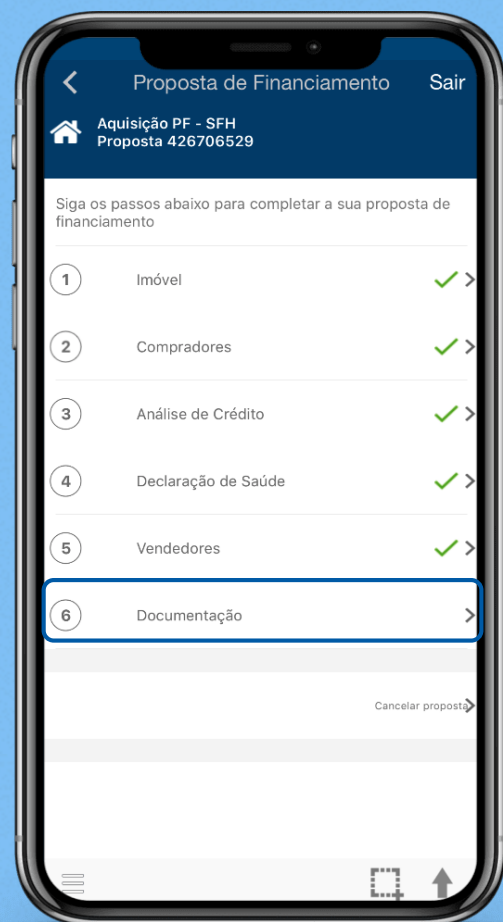 Proposta de Financiamento Sair
Aquisição PF - SFH
Proposta 426706529
Siga os passos abaixo para completar a sua proposta de
financiamento
1 Imóvel
2 Compradores
3 Análise de Crédito
4 Declaração de Saúde
5 Vendedores
6 Documentação
Cancelar proposta